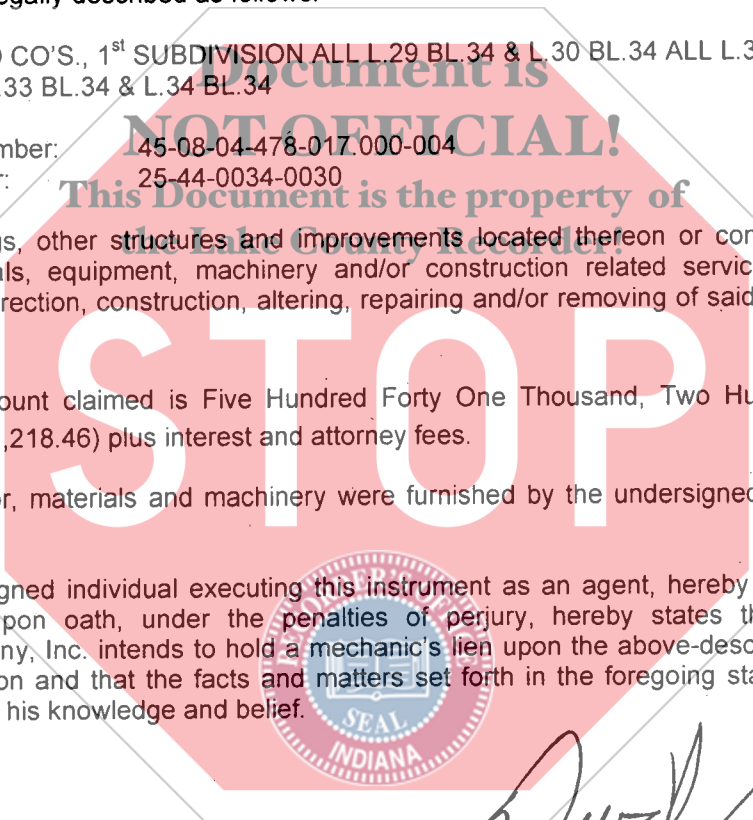 legally described as follows:
CO'S., 1st SUBDIVISION ALL L.29 BL.34 & L.30 BL.34 ALL L.3
.33 BL.34 & L.34 BL.34
Document is
NOT OFFICIAL!
mber: 45-08-04-478-017.000-004
r: 25-44-0034-0030
This Document is the property of
the Lake County Recorder!
s, other structures and improvements located thereon or con
als, equipment, machinery and/or construction related servic
rection, construction, altering, repairing and/or removing of said
STOP
ount claimed is Five Hundred Forty One Thousand, Two Hu
,218.46) plus interest and attorney fees.
r, materials and machinery were furnished by the undersigned
gned individual executing this instrument as an agent, hereby
pon oath, under the penalties of perjury, hereby states th
ny, Inc. intends to hold a mechanic's lien upon the above-desc
on and that the facts and matters set forth in the foregoing sta
his knowledge and belief.
RECORDER'S OFFICE
SEAL
INDIANA